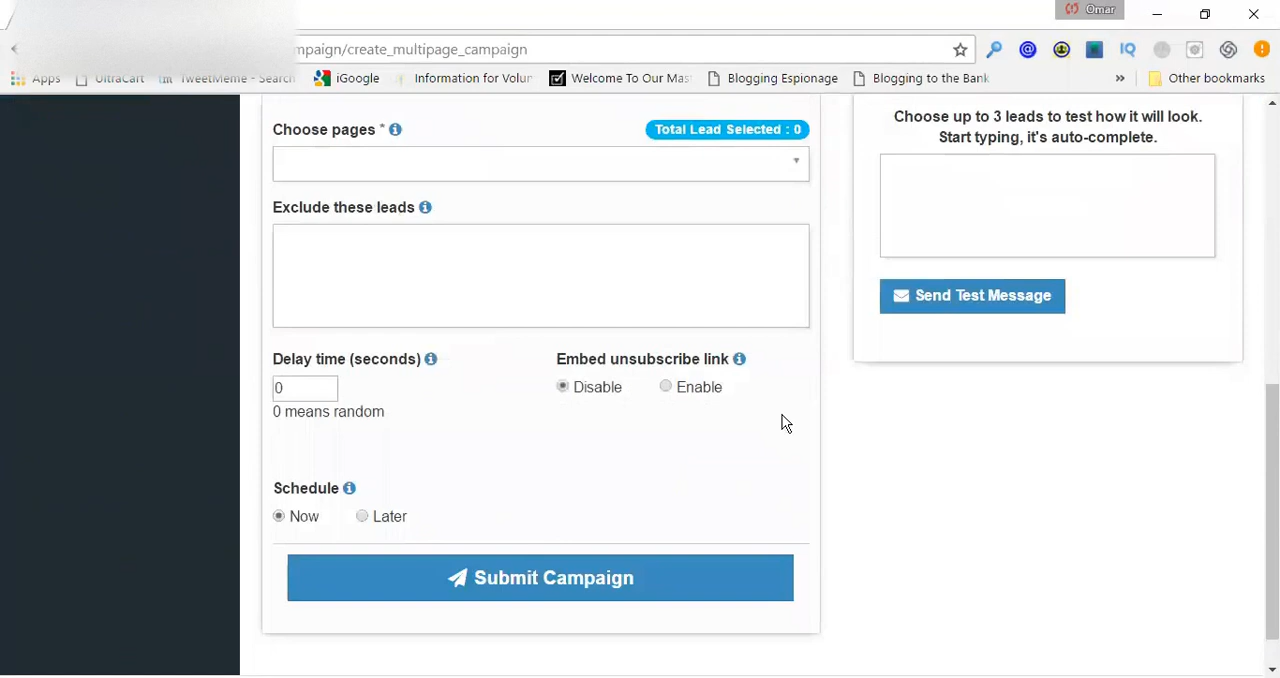 Omar
mpaign/create_multipage_campaign
Apps UltraCart TweetMeme - Search iGoogle Information for Volun Welcome To Our Mas Blogging Espionage Blogging to the Bank » Other bookmarks
Choose pages * Total Lead Selected : 0
Exclude these leads
Delay time (seconds)
0
0 means random
Embed unsubscribe link
Disable Enable
Schedule
Now Later
Submit Campaign
Choose up to 3 leads to test how it will look.
Start typing, it's auto-complete.
Send Test Message